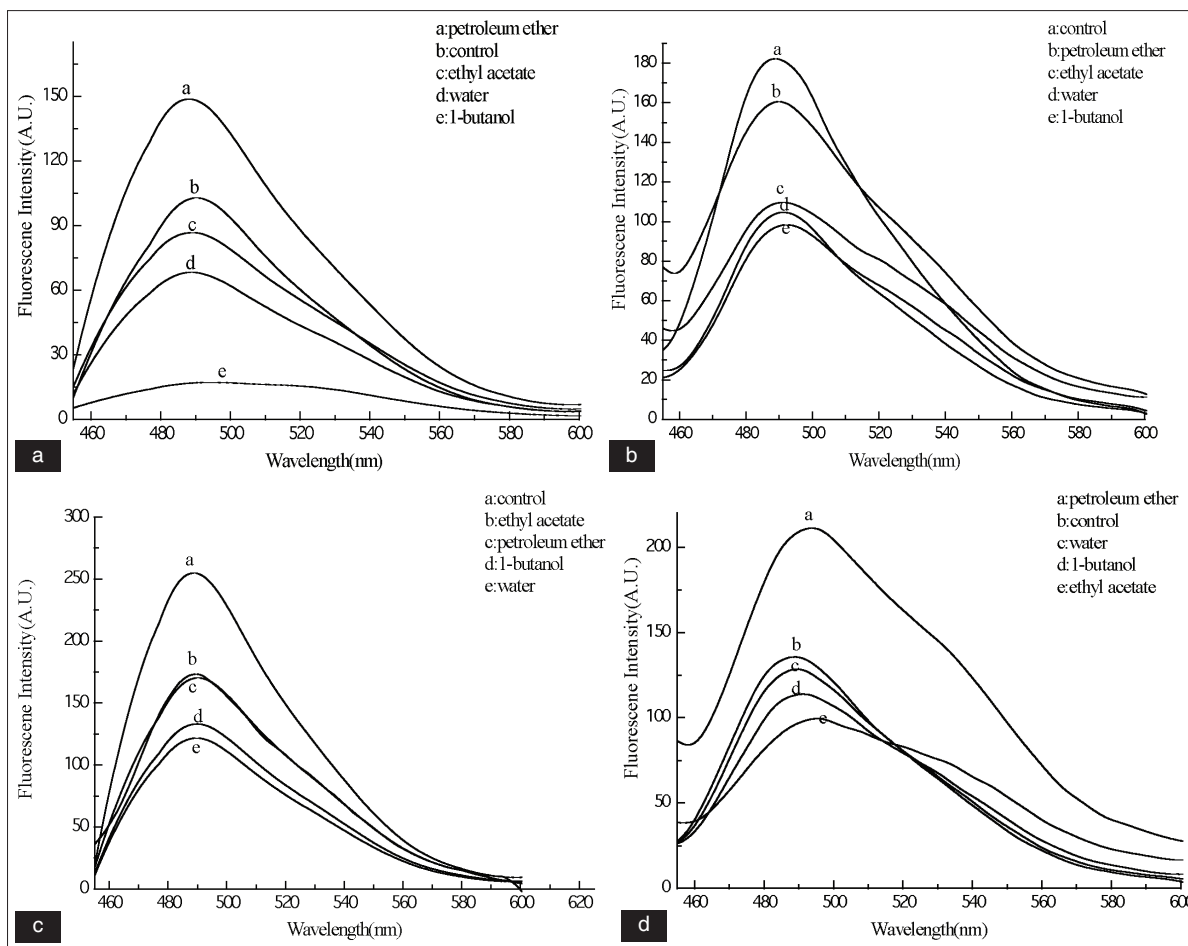 a:petroleum ether
b:control
c:ethyl acetate
d:water
e:1-butanol
150
120
90
60
30
0
Fluorescene Intensity(A.U.)
a
b
c
d
e
460 480 500 520 540 560 580 600
Wavelength(nm)
a
a:control
b:petroleum ether
c:ethyl acetate
d:water
e:1-butanol
180
160
140
120
100
80
60
40
20
0
Fluorescene Intensity(A.U.)
a
b
c
d
e
460 480 500 520 540 560 580 600
Wavelength(nm)
b
a:control
b:ethyl acetate
c:petroleum ether
d:1-butanol
e:water
300
250
200
150
100
50
0
Fluorescene Intensity(A.U.)
a
b
c
d
e
460 480 500 520 540 560 580 600 620
Wavelength(nm)
c
a:petroleum ether
b:control
c:water
d:1-butanol
e:ethyl acetate
200
150
100
50
0
Fluorescene Intensity(A.U.)
a
b
c
d
e
460 480 500 520 540 560 580 600
Wavelength(nm)
d